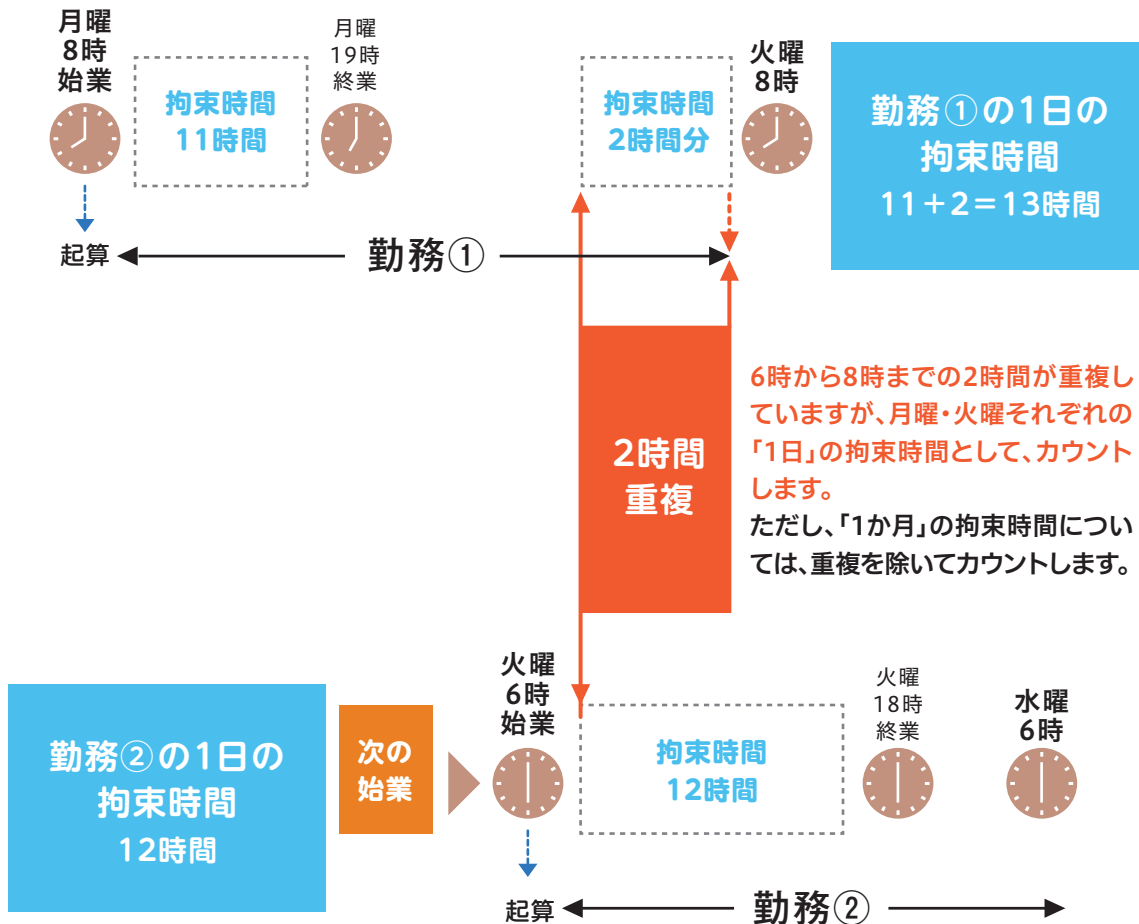 月曜
8時
始業
拘束時間
11時間
月曜
19時
終業
拘束時間
2時間分
火曜
8時
勤務①の1日の
拘束時間
11＋2＝13時間
起算
勤務①
2時間
重複
6時から8時までの2時間が重複し
ていますが、月曜・火曜それぞれの
「1日」の拘束時間として、カウント
します。
ただし、「1か月」の拘束時間につい
ては、重複を除いてカウントします。
勤務②の1日の
拘束時間
12時間
次の
始業
火曜
6時
始業
拘束時間
12時間
火曜
18時
終業
水曜
6時
起算
勤務②